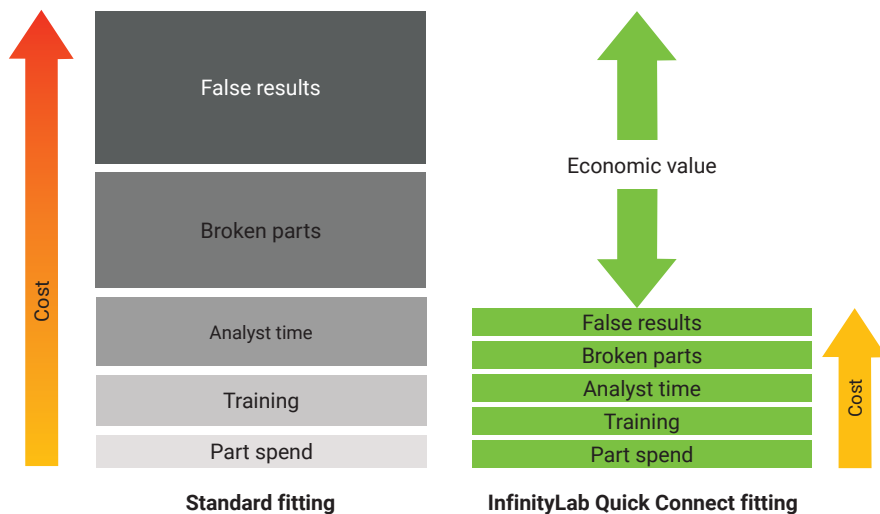 Cost
False results
Broken parts
Analyst time
Training
Part spend
Standard fitting
Economic value
False results
Broken parts
Analyst time
Training
Part spend
Cost
InfinityLab Quick Connect fitting